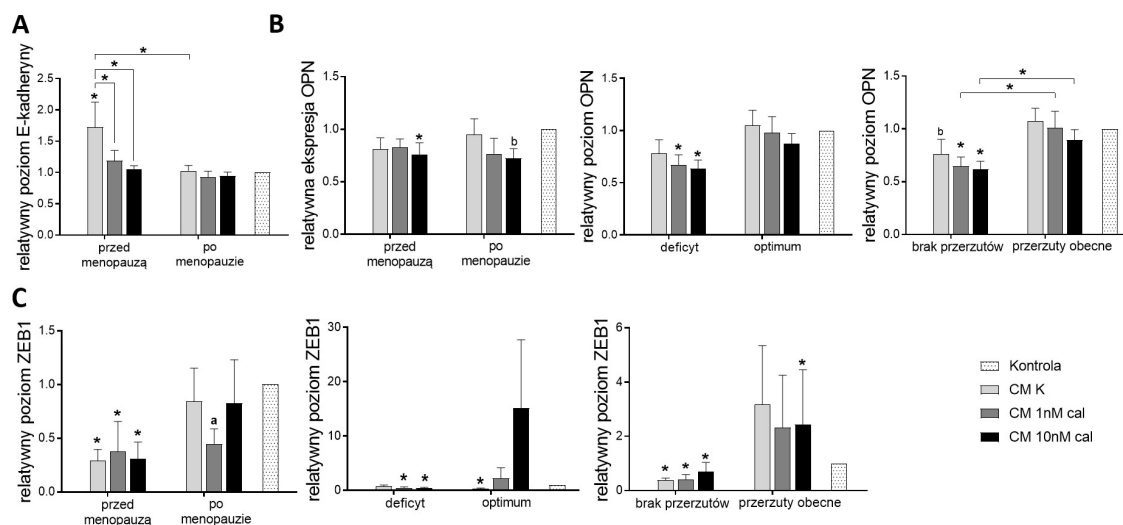 A
relatywny poziom E-kadheryny
2.5
2.0
1.5
1.0
0.5
0.0
*
*
*
*
przed
menopauzą
po
menopauzie
B
relatywna ekspresja OPN
1.5
1.0
0.5
0.0
*
b
przed
menopauzą
po
menopauzie
relatywny poziom OPN
1.5
1.0
0.5
0.0
* *
deficyt
optimum
relatywny poziom OPN
1.5
1.0
0.5
0.0
*
*
b * *
brak przerzutów
przerzuty obecne
C
relatywny poziom ZEB1
1.5
1.0
0.5
0.0
* * *
a
przed
menopauzą
po
menopauzie
relatywny poziom ZEB1
30
20
10
0
* *
*
deficyt
optimum
relatywny poziom ZEB1
6
4
2
0
* * *
*
brak przerzutów
przerzuty obecne
Kontrola
CM K
CM 1nM cal
CM 10nM cal